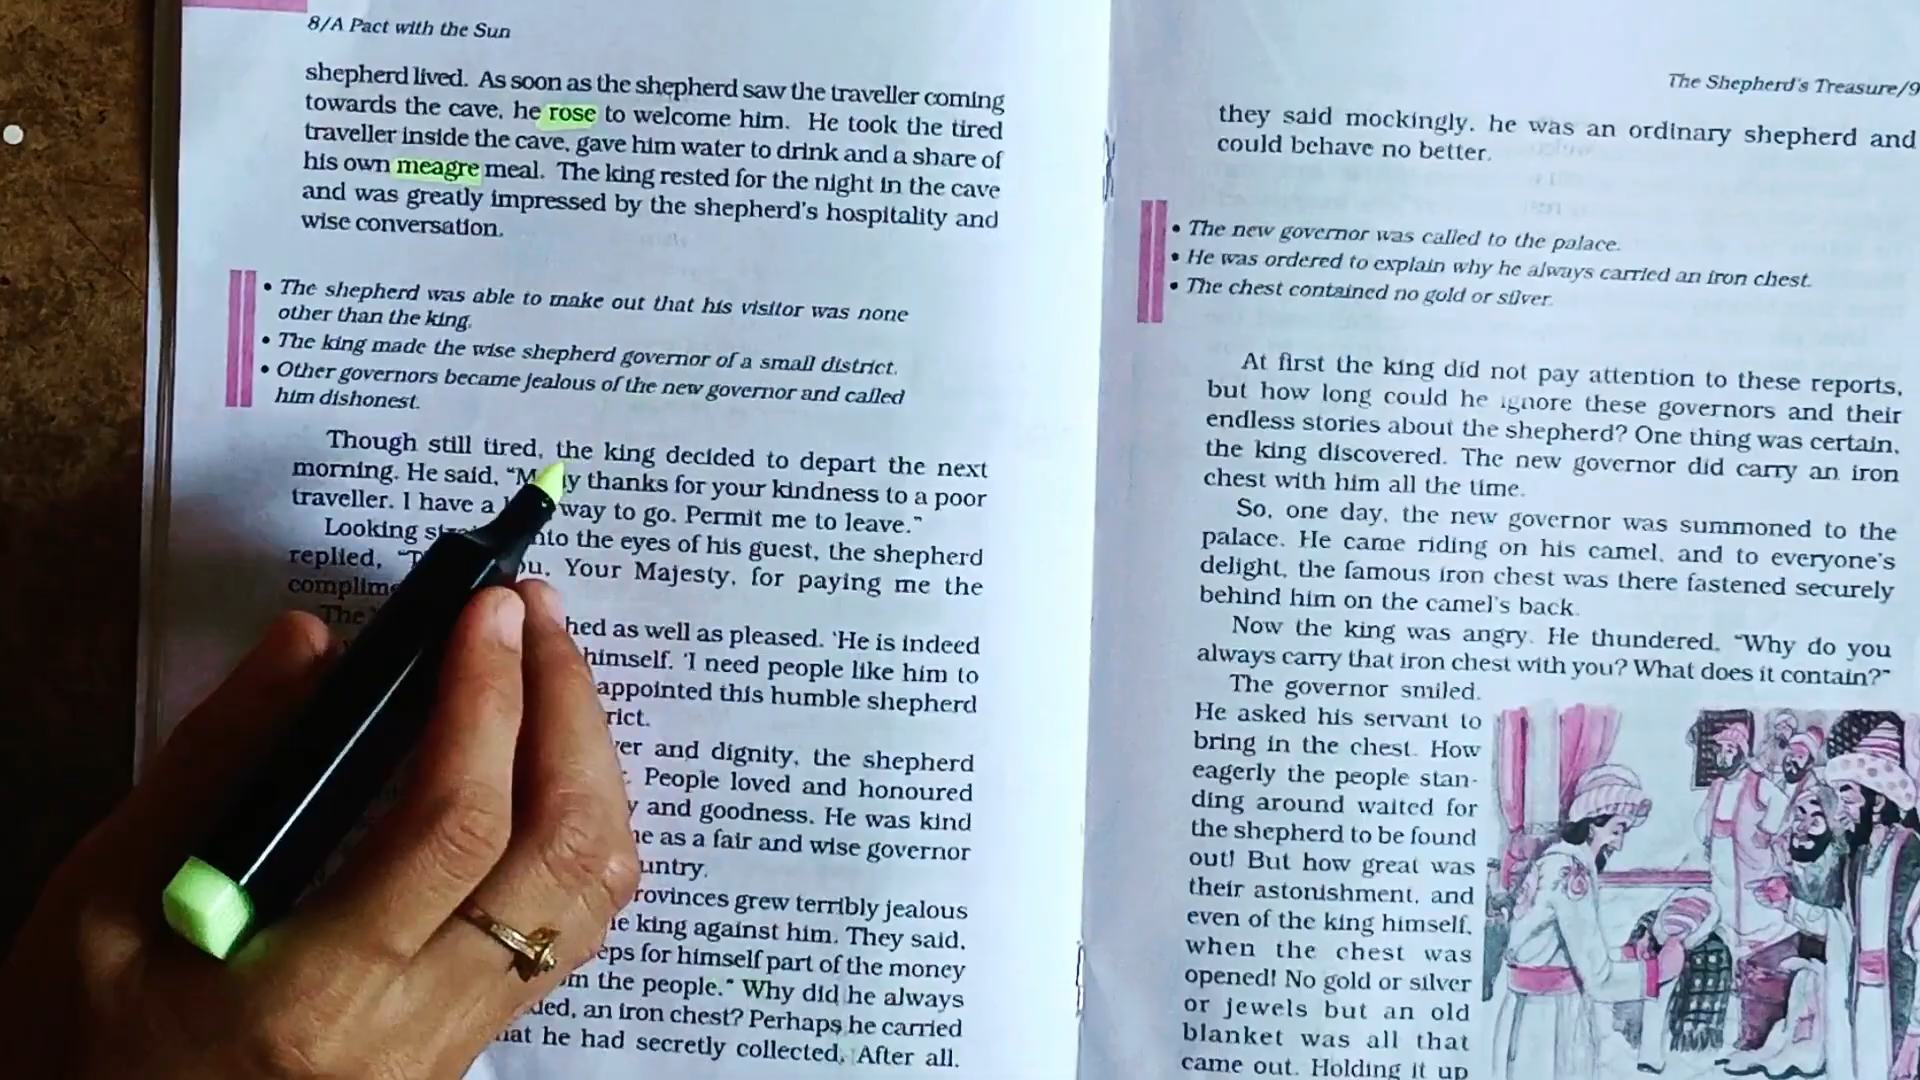 8/A Pact with the Sun
shepherd lived. As soon as the shepherd saw the traveller coming
towards the cave, he rose to welcome him. He took the tired
traveller inside the cave, gave him water to drink and a share of
his own meagre meal. The king rested for the night in the cave
and was greatly impressed by the shepherd's hospitality and
wise conversation.
• The shepherd was able to make out that his visitor was none
other than the king.
• The king made the wise shepherd governor of a small district.
• Other governors became jealous of the new governor and called
him dishonest.
Though still tired, the king decided to depart the next
morning. He said, “ thanks for your kindness to a poor
traveller. I have a way to go. Permit me to leave.”
Looking into the eyes of his guest, the shepherd
replied, Your Majesty, for paying me the
The as well as pleased. ‘He is indeed
himself. ‘I need people like him to
appointed this humble shepherd
and dignity, the shepherd
People loved and honoured
and goodness. He was kind
as a fair and wise governor
grew terribly jealous
king against him. They said,
for himself part of the money
the people.” Why did he always
an iron chest? Perhaps he carried
he had secretly collected. After all,
The Shepherd's Treasure/9
they said mockingly, he was an ordinary shepherd and
could behave no better.
• The new governor was called to the palace.
• He was ordered to explain why he always carried an iron chest.
• The chest contained no gold or silver.
At first the king did not pay attention to these reports,
but how long could he ignore these governors and their
endless stories about the shepherd? One thing was certain,
the king discovered. The new governor did carry an iron
chest with him all the time.
So, one day, the new governor was summoned to the
palace. He came riding on his camel, and to everyone's
delight, the famous iron chest was there fastened securely
behind him on the camel's back.
Now the king was angry. He thundered, “Why do you
always carry that iron chest with you? What does it contain?”
The governor smiled.
He asked his servant to
bring in the chest. How
eagerly the people stan-
ding around waited for
the shepherd to be found
out! But how great was
their astonishment, and
even of the king himself,
when the chest was
opened! No gold or silver
or jewels but an old
blanket was all that
came out. Holding it up